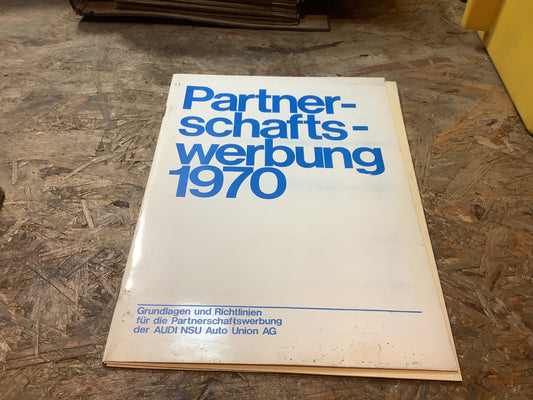 Partner-
schafts-
werbung
1970
Grundlagen und Richtlinien
für die Partnerschaftswerbung
der AUDI NSU Auto Union AG